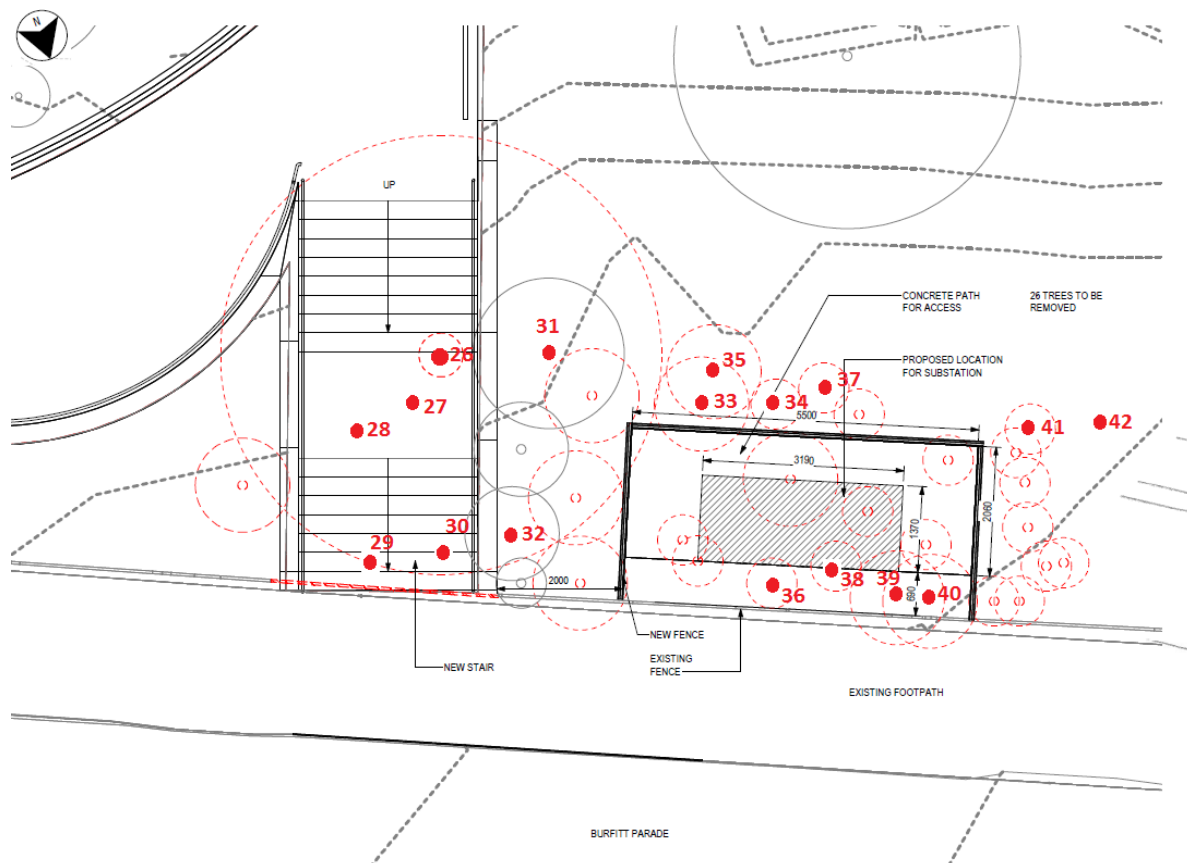 N
UP
CONCRETE PATH
FOR ACCESS
26 TREES TO BE
REMOVED
31
26
35
PROPOSED LOCATION
FOR SUBSTATION
37
27
33
34
5500
41
42
28
3190
2060
1370
32
30
29
38
39
690
40
36
2000
NEW FENCE
EXISTING
FENCE
NEW STAIR
EXISTING FOOTPATH
BURFITT PARADE